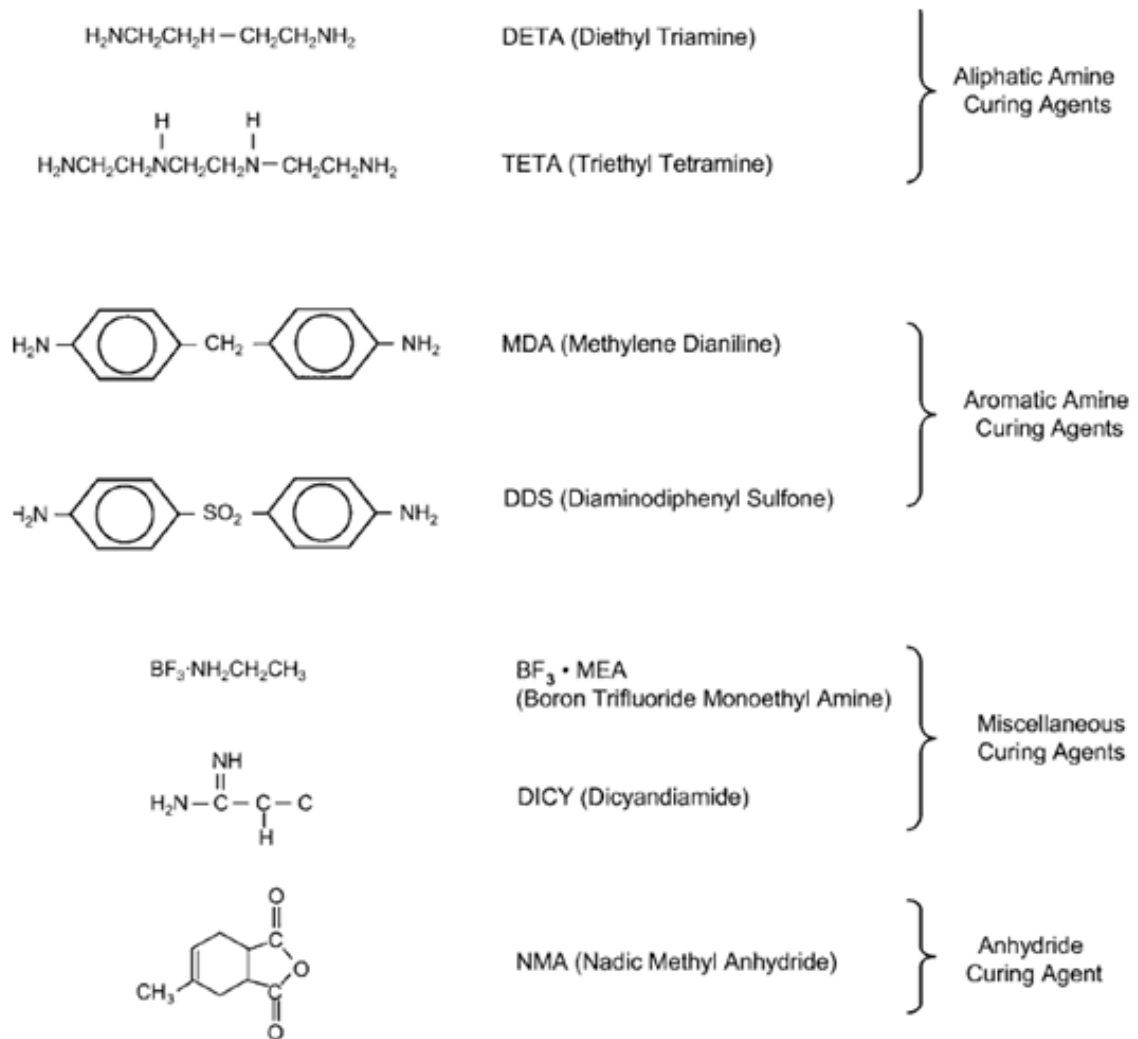 H₂NCH₂CH₂H—CH₂CH₂NH₂
DETA (Diethyl Triamine)
Aliphatic Amine
Curing Agents
H H
H₂NCH₂CH₂NCH₂CH₂N—CH₂CH₂NH₂
TETA (Triethyl Tetramine)
H₂N CH₂ NH₂
MDA (Methylene Dianiline)
Aromatic Amine
Curing Agents
H₂N SO₂ NH₂
DDS (Diaminodiphenyl Sulfone)
BF₃·NH₂CH₂CH₃
BF₃ • MEA
(Boron Trifluoride Monoethyl Amine)
Miscellaneous
Curing Agents
NH
H₂N—C—C—C
H
DICY (Dicyandiamide)
O
C
O
CH₃
C
O
NMA (Nadic Methyl Anhydride)
Anhydride
Curing Agent